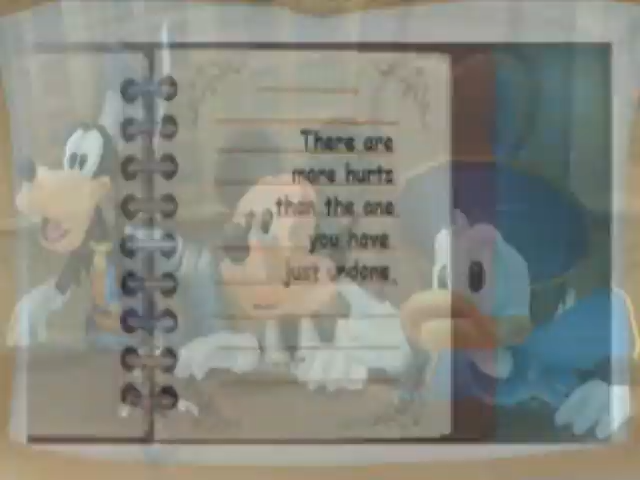 There are
more hurts
than the one
you have
just undone.